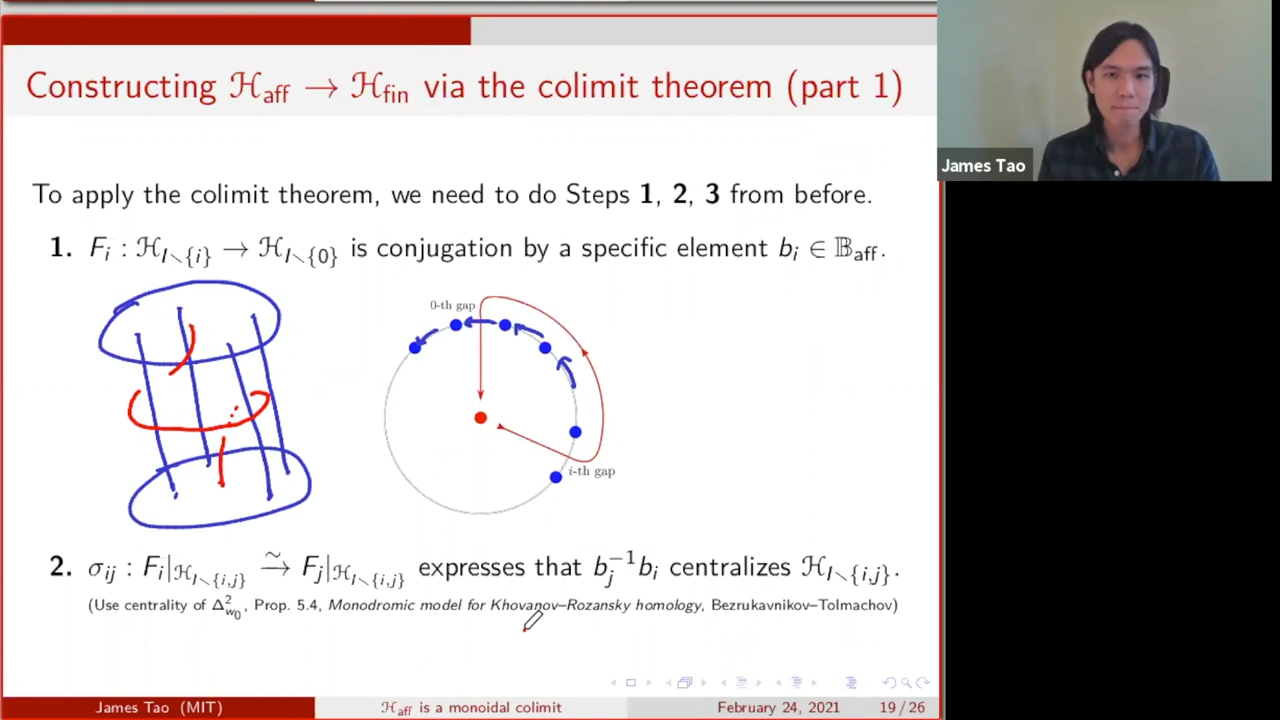 Constructing ℋ_aff → ℋ_fin via the colimit theorem (part 1)
James Tao
To apply the colimit theorem, we need to do Steps 1, 2, 3 from before.
1. F_i : ℋ_{I∖{i}} → ℋ_{I∖{0}} is conjugation by a specific element b_i ∈ 𝔹_aff.
0-th gap
i-th gap
2. σ_{ij} : F_i|_{ℋ_{I∖{i,j}}} →^∼ F_j|_{ℋ_{I∖{i,j}}} expresses that b_j^{-1}b_i centralizes ℋ_{I∖{i,j}}.
(Use centrality of Δ^2_{w_0}, Prop. 5.4, Monodromic model for Khovanov–Rozansky homology, Bezrukavnikov–Tolmachov)
James Tao (MIT) ℋ_aff is a monoidal colimit February 24, 2021 19 / 26